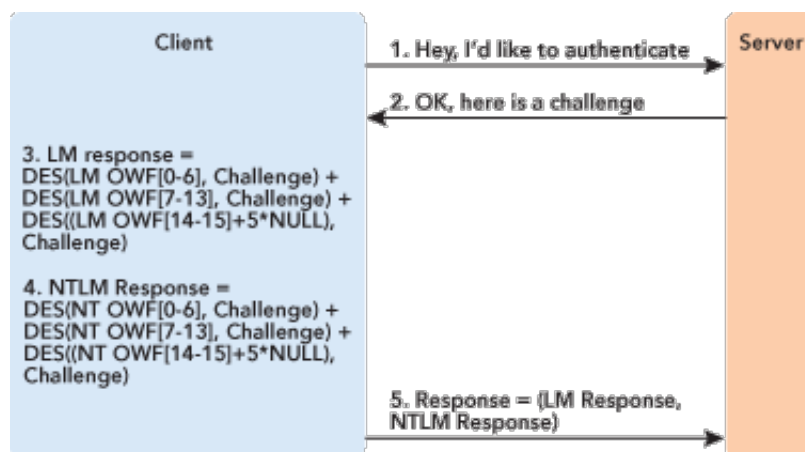 Client
Server
1. Hey, I'd like to authenticate
2. OK, here is a challenge
3. LM response =
DES(LM OWF[0-6], Challenge) +
DES(LM OWF[7-13], Challenge) +
DES((LM OWF[14-15]+5*NULL),
Challenge)
4. NTLM Response =
DES(NT OWF[0-6], Challenge) +
DES(NT OWF[7-13], Challenge) +
DES((NT OWF[14-15]+5*NULL),
Challenge)
5. Response = (LM Response,
NTLM Response)